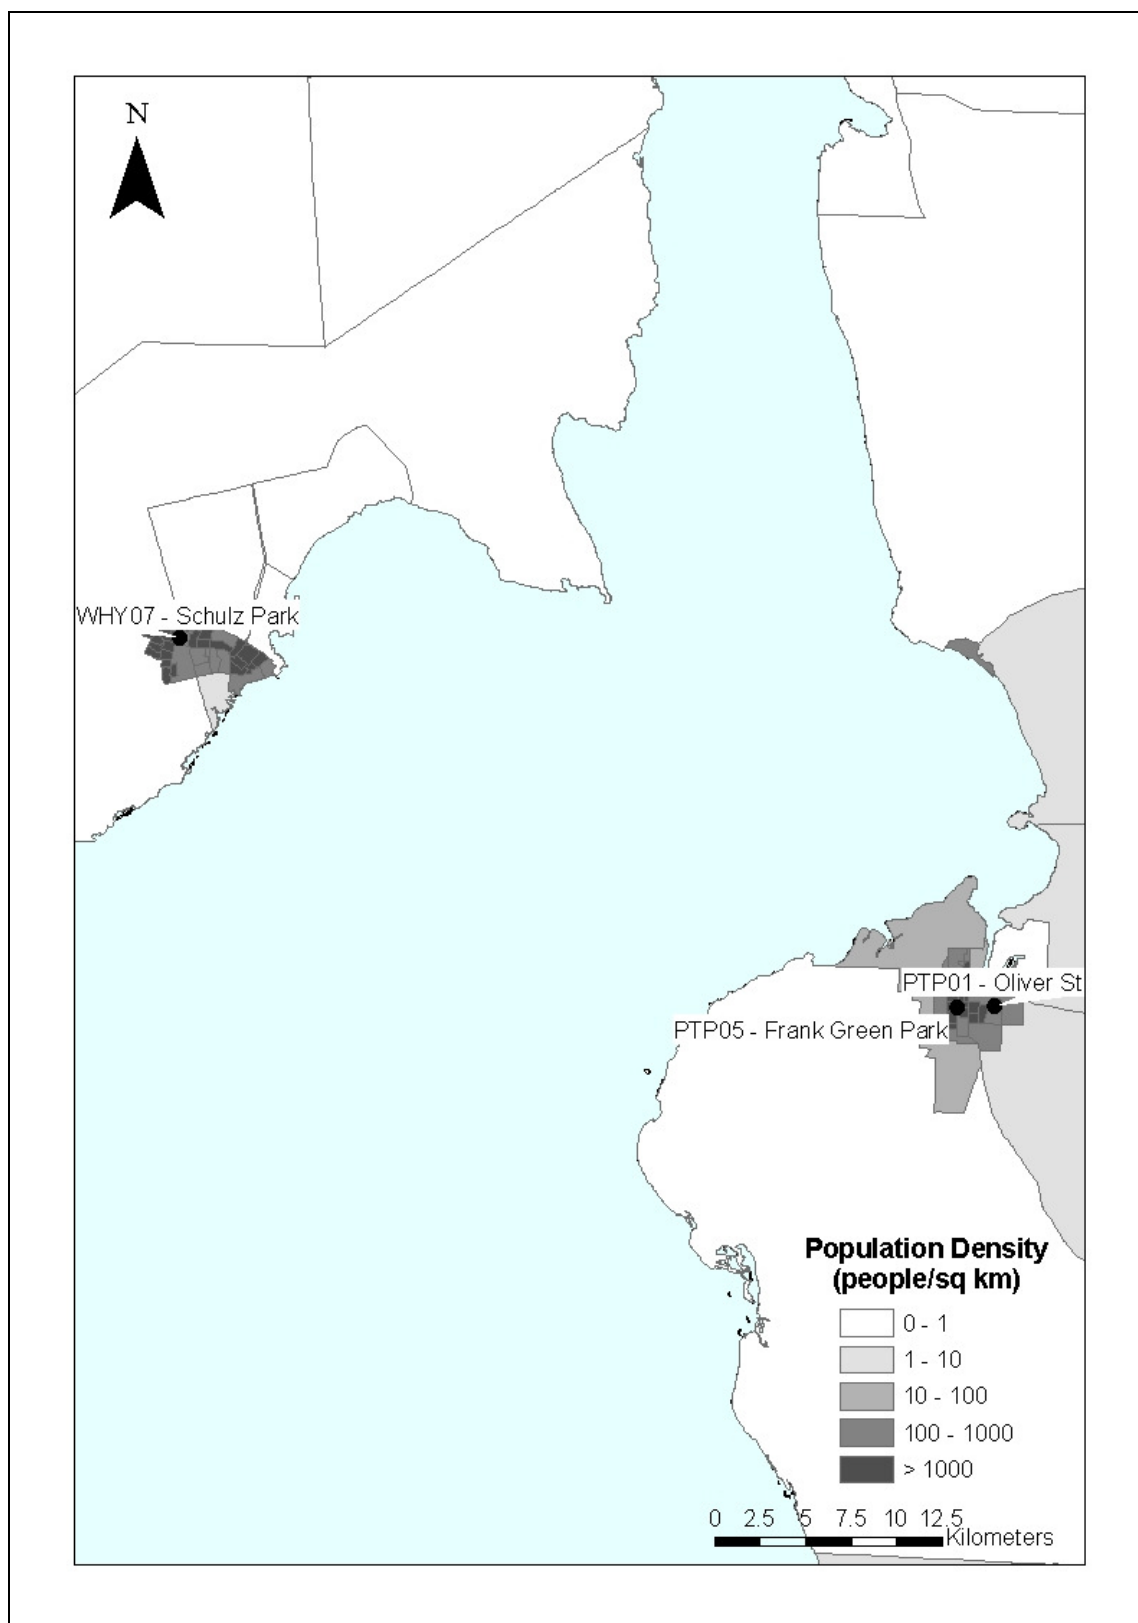 N
WHY07 - Schulz Park
PTP01 - Oliver St
PTP05 - Frank Green Park
Population Density
(people/sq km)
0 - 1
1 - 10
10 - 100
100 - 1000
> 1000
0 2.5 5 7.5 10 12.5
Kilometers